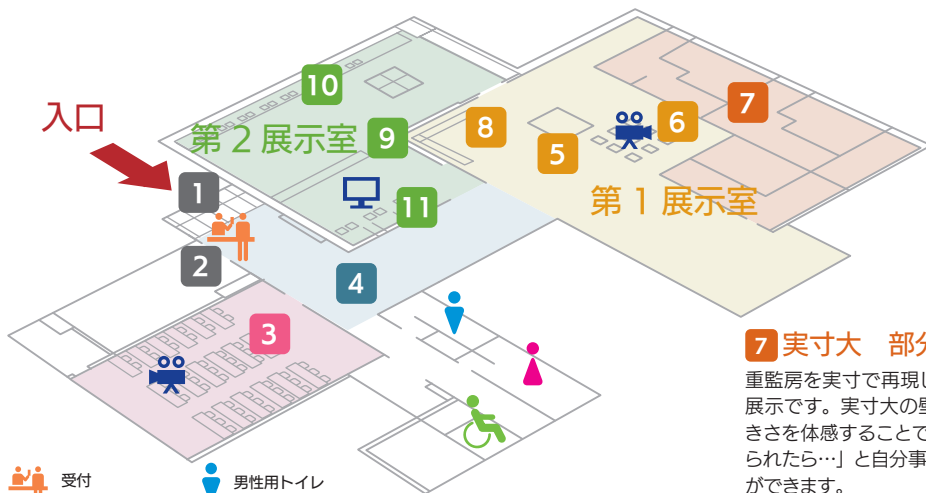 入口
第2展示室
第1展示室
1
2
3
4
5
6
7
8
9
10
11
7 実寸大 部分
重監房を実寸で再現し
展示です。実寸大の壁
きさを体感することで
られたら…」と自分事
ができます。
受付
男性用トイレ